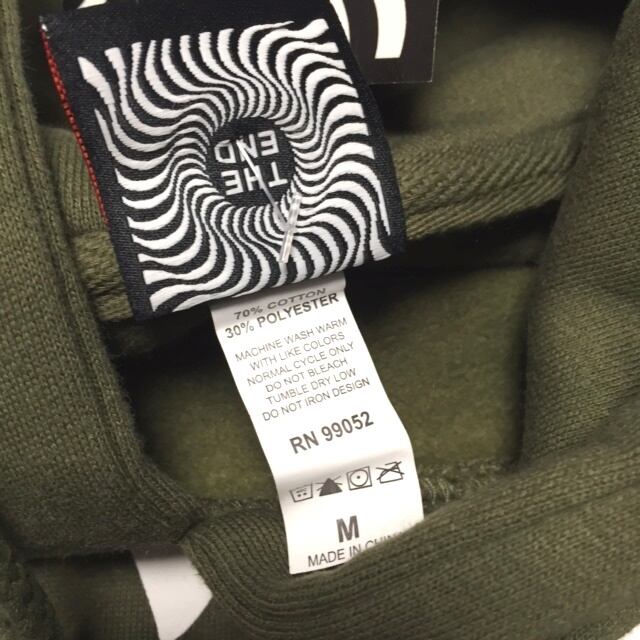 THE
END
70% COTTON
30% POLYESTER
MACHINE WASH WARM
WITH LIKE COLORS
NORMAL CYCLE ONLY
DO NOT BLEACH
TUMBLE DRY LOW
DO NOT IRON DESIGN
RN 99052
M
MADE IN CHINA